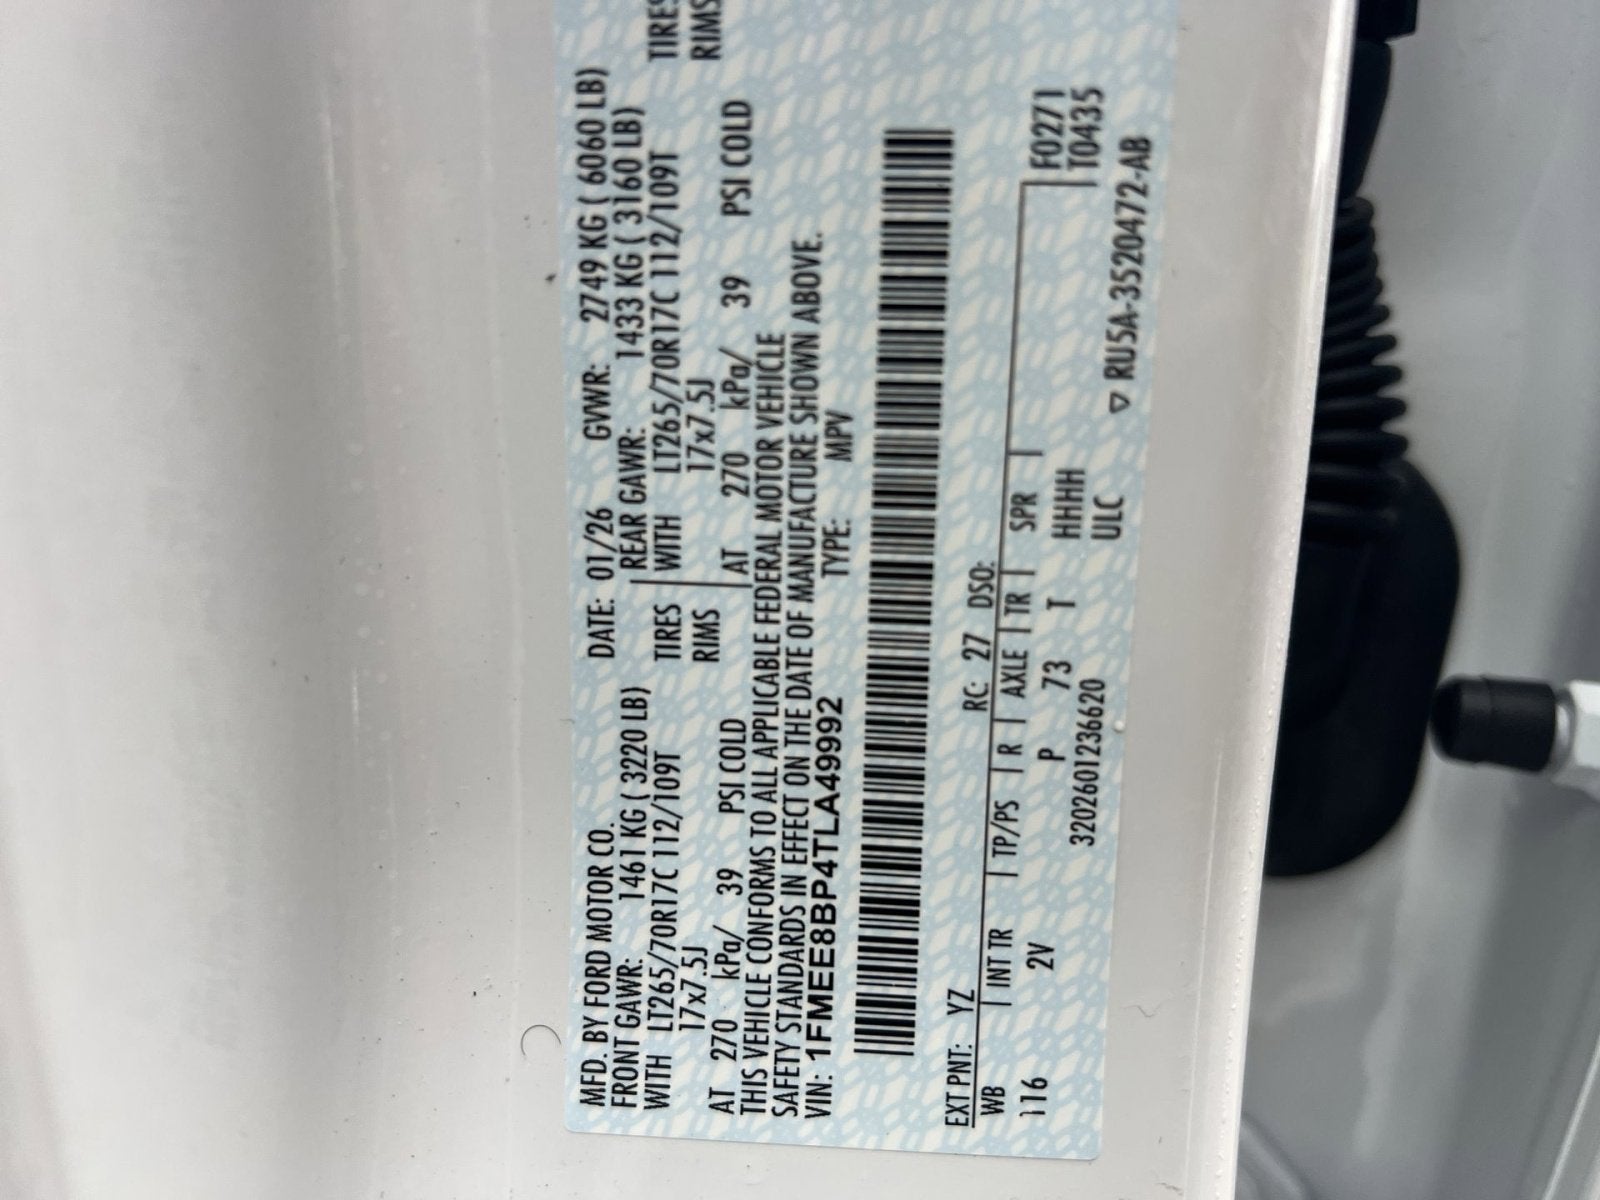 MFD. BY FORD MOTOR CO. DATE: 01/26 GVWR: 2749 KG ( 6060 LB)
FRONT GAWR: 1461 KG ( 3220 LB) REAR GAWR: 1433 KG ( 3160 LB)
WITH LT265/70R17C 112/109T TIRES WITH LT265/70R17C 112/109T TIRES
17x7.5J RIMS 17x7.5J RIMS
AT 270 kPa/ 39 PSI COLD AT 270 kPa/ 39 PSI COLD
THIS VEHICLE CONFORMS TO ALL APPLICABLE FEDERAL MOTOR VEHICLE
SAFETY STANDARDS IN EFFECT ON THE DATE OF MANUFACTURE SHOWN ABOVE.
VIN: 1FMEE8BP4TLA49992 TYPE: MPV
EXT PNT: YZ RC: 27 DSO:
WB INT TR TP/PS R AXLE TR SPR F0271
116 2V P 73 T HHHH T0435
3202601236620 ULC ▽ RU5A-3520472-AB